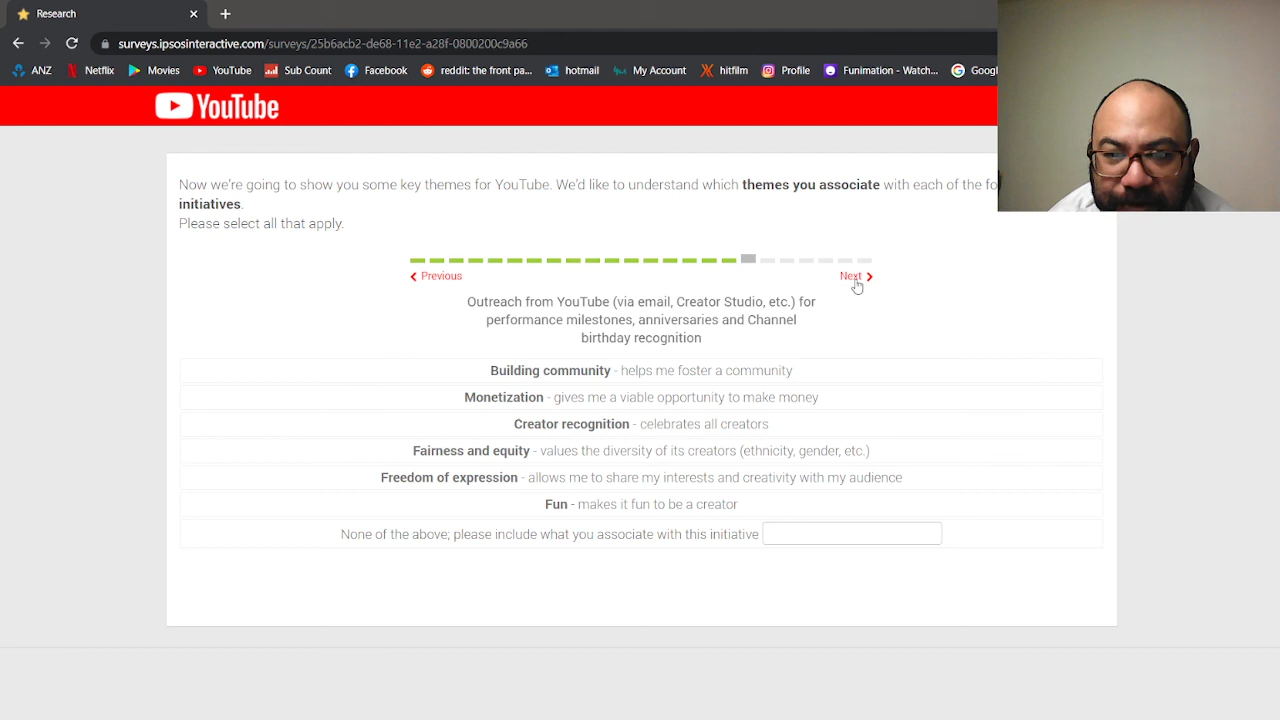 Research
surveys.ipsosinteractive.com/surveys/25b6acb2-de68-11e2-a28f-0800200c9a66
ANZ Netflix Movies YouTube Sub Count Facebook reddit: the front pa... hotmail My Account hitfilm Profile Funimation - Watch... Googl
YouTube
Now we're going to show you some key themes for YouTube. We'd like to understand which themes you associate with each of the fo
initiatives.
Please select all that apply.
Previous Next
Outreach from YouTube (via email, Creator Studio, etc.) for
performance milestones, anniversaries and Channel
birthday recognition
Building community - helps me foster a community
Monetization - gives me a viable opportunity to make money
Creator recognition - celebrates all creators
Fairness and equity - values the diversity of its creators (ethnicity, gender, etc.)
Freedom of expression - allows me to share my interests and creativity with my audience
Fun - makes it fun to be a creator
None of the above; please include what you associate with this initiative